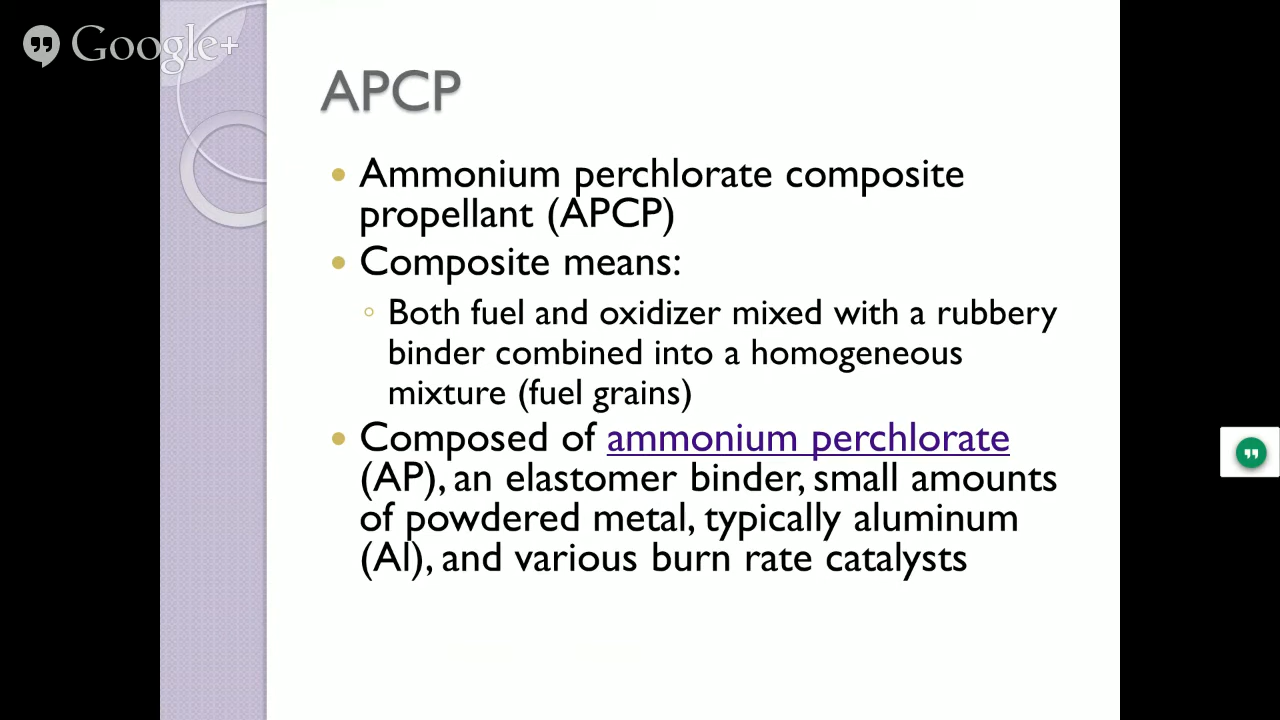 Google+
APCP
Ammonium perchlorate composite
propellant (APCP)
Composite means:
Both fuel and oxidizer mixed with a rubbery
binder combined into a homogeneous
mixture (fuel grains)
Composed of ammonium perchlorate
(AP), an elastomer binder, small amounts
of powdered metal, typically aluminum
(Al), and various burn rate catalysts